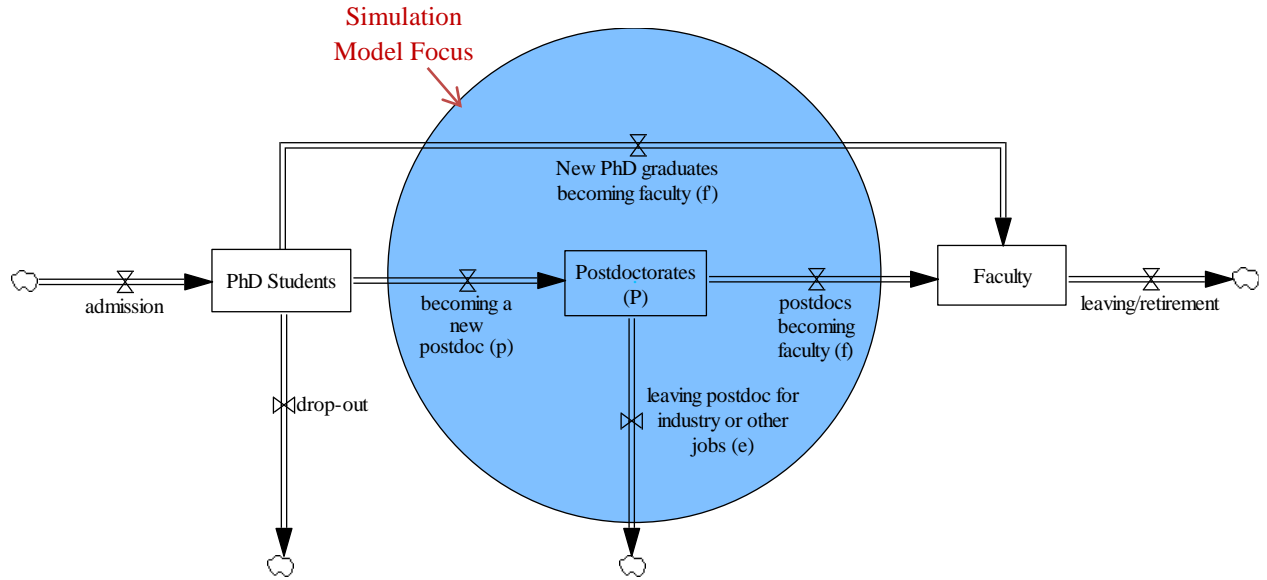 Simulation
Model Focus
New PhD graduates
becoming faculty (f')
PhD Students
Postdoctorates
(P)
Faculty
admission
becoming a
new
postdoc (p)
postdocs
becoming
faculty (f)
leaving/retirement
drop-out
leaving postdoc for
industry or other
jobs (e)